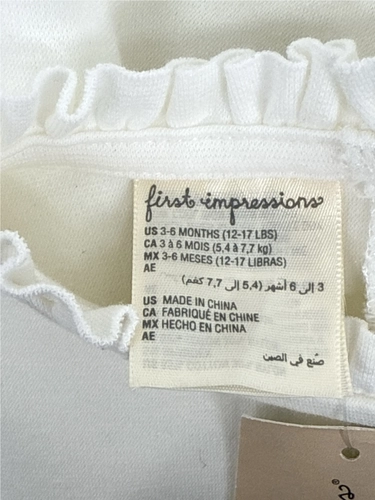 first impressions
US 3-6 MONTHS (12-17 LBS)
CA 3 à 6 MOIS (5,4 à 7,7 kg)
MX 3-6 MESES (12-17 LIBRAS)
AE
3 إلى 6 أشهر (5,4 إلى 7,7 كغم)
US MADE IN CHINA
CA FABRIQUÉ EN CHINE
MX HECHO EN CHINA
AE
صُنع في الصين